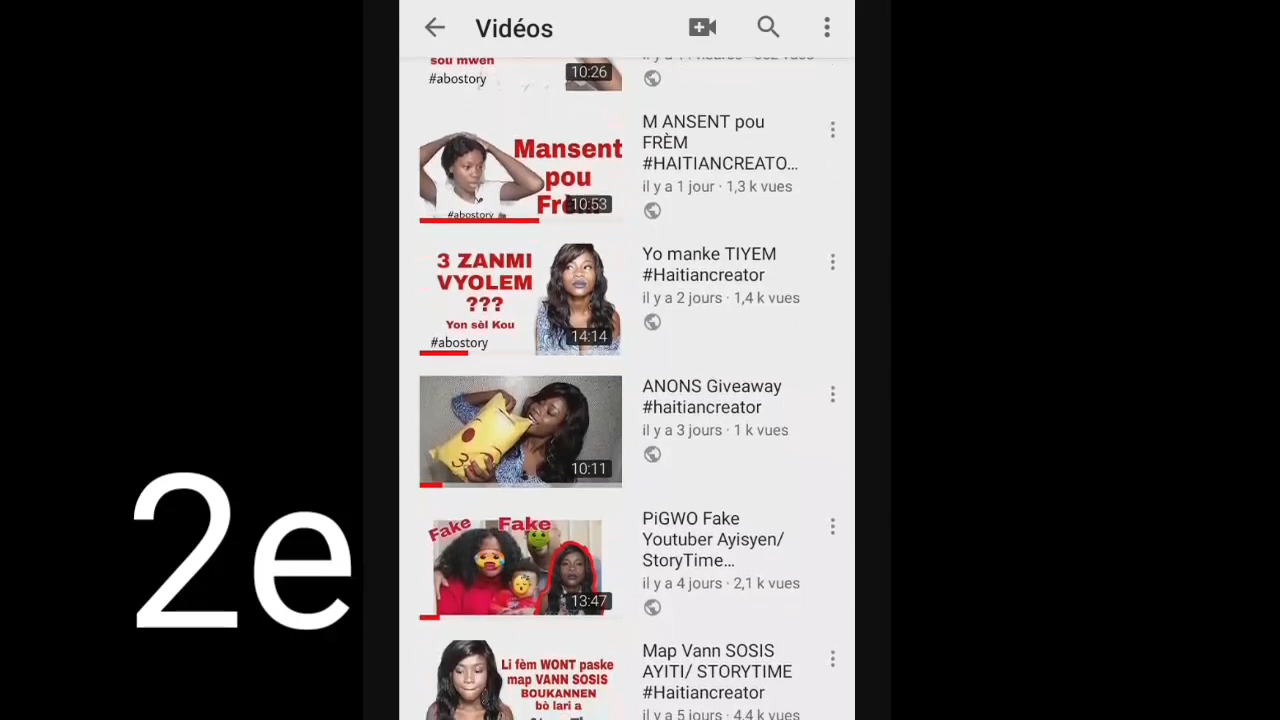 Vidéos
sou mwen
#abostory
10:26
M ANSENT pou
FRÈM
#HAITIANCREATO...
il y a 1 jour · 1,3 k vues
Mansent
pou
10:53
#abostory
Yo manke TIYEM
#Haitiancreator
il y a 2 jours · 1,4 k vues
3 ZANMI
VYOLEM
???
Yon sèl Kou
#abostory
14:14
ANONS Giveaway
#haitiancreator
il y a 3 jours · 1 k vues
10:11
PiGWO Fake
Youtuber Ayisyen/
StoryTime...
il y a 4 jours · 2,1 k vues
Fake Fake
13:47
Map Vann SOSIS
AYITI/ STORYTIME
#Haitiancreator
il y a 5 jours · 4,4 k vues
Li fèm WONT paske
map VANN SOSIS
BOUKANNEN
bò lari a
2e